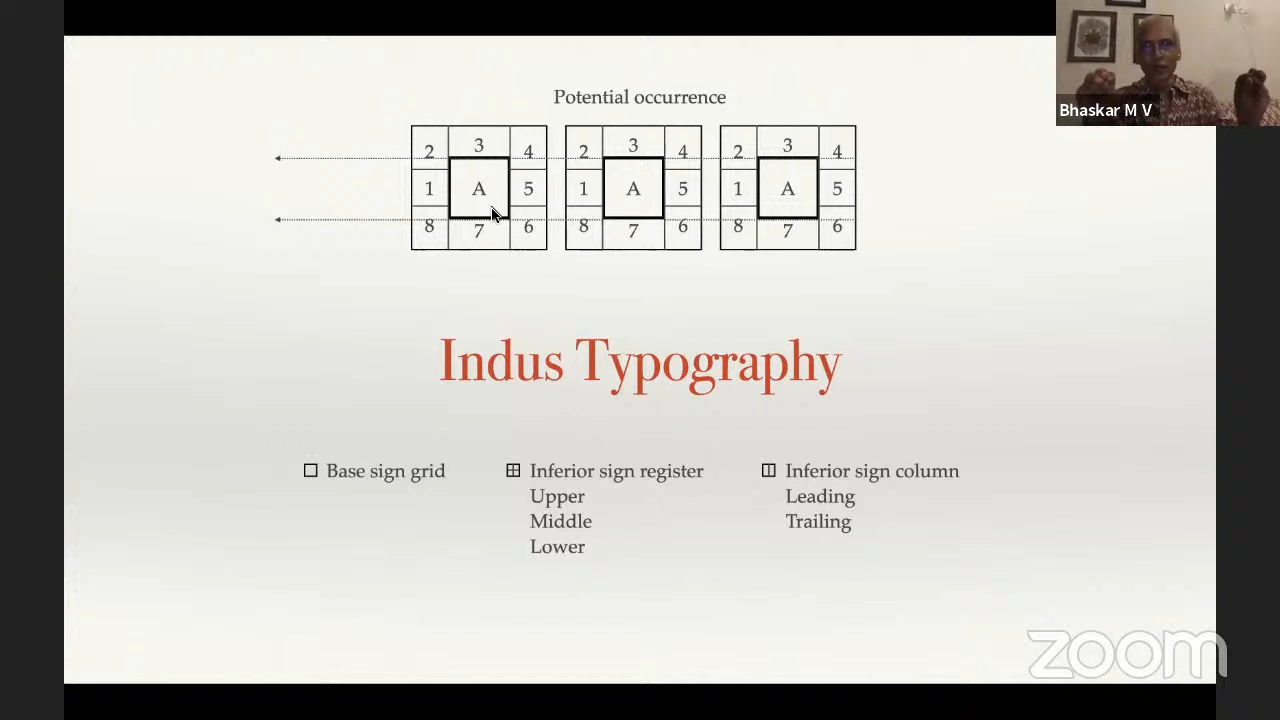 Potential occurrence
2 3 4 2 3 4 2 3 4
1 A 5 1 A 5 1 A 5
8 7 6 8 7 6 8 7 6
Indus Typography
Base sign grid
Inferior sign register
Upper
Middle
Lower
Inferior sign column
Leading
Trailing
Bhaskar M V
zoom